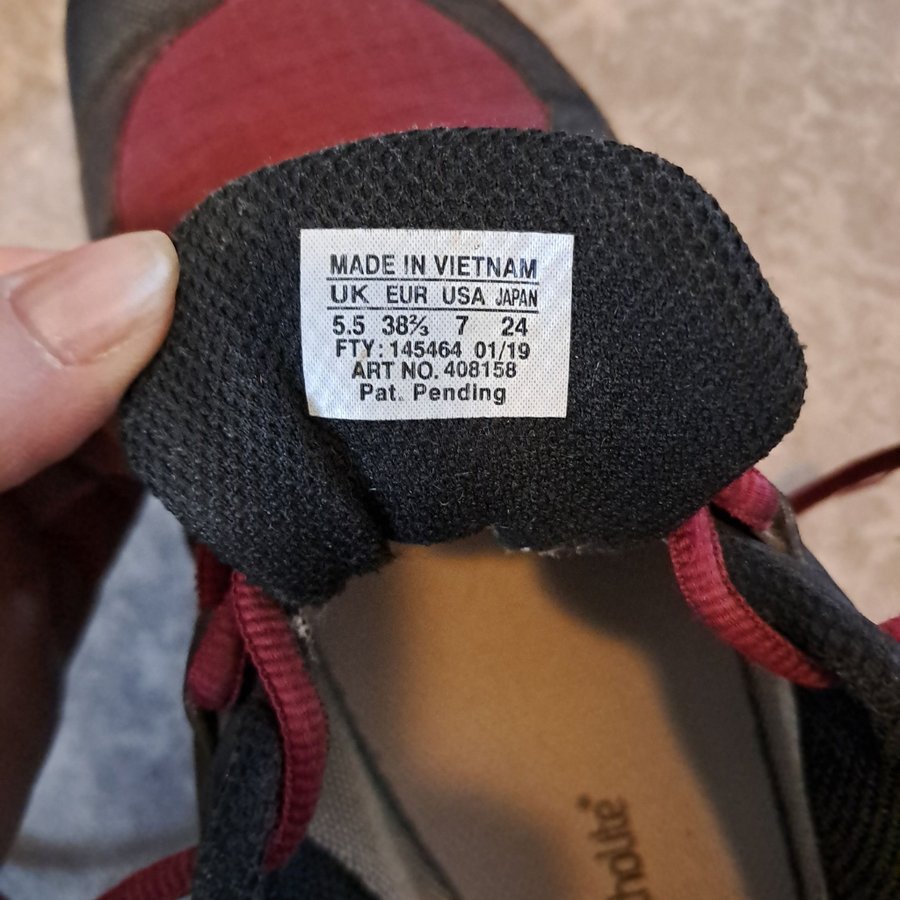 MADE IN VIETNAM
UK EUR USA JAPAN
5.5 38⅔ 7 24
FTY: 145464 01/19
ART NO. 408158
Pat. Pending